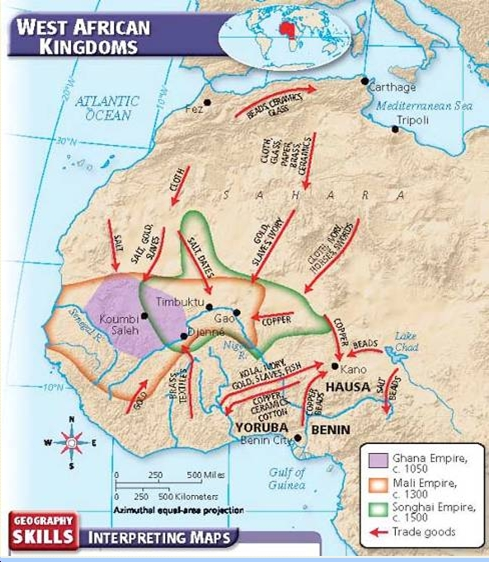 WEST AFRICAN
KINGDOMS
20°W
10°W
30°N
10°N
ATLANTIC
OCEAN
Fez
Carthage
Mediterranean Sea
Tripoli
BEADS, CERAMICS,
GLASS
CLOTH,
GLASS,
PAPER,
BRASS,
CERAMICS
CLOTH
S A H A R A
SALT
SALT, GOLD,
SLAVES
SALT, DATES
GOLD,
SLAVES, IVORY
CLOTH, IVORY,
HORSES, SWORDS
Timbuktu
Koumbi
Saleh
Gao
Djenné
Senegal R.
Niger
R.
COPPER
COPPER
BEADS
Lake
Chad
Kano
HAUSA
SALT
BEADS
KOLA, IVORY,
GOLD, SLAVES, FISH
COPPER,
CERAMICS,
COTTON
COPPER
BEADS
GOLD
BRASS,
TEXTILES
YORUBA
BENIN
Benin City
Gulf of
Guinea
N
W
E
S
0 250 500 Miles
0 250 500 Kilometers
Azimuthal equal-area projection
Ghana Empire,
c. 1050
Mali Empire,
c. 1300
Songhai Empire,
c. 1500
Trade goods
GEOGRAPHY
SKILLS
INTERPRETING MAPS